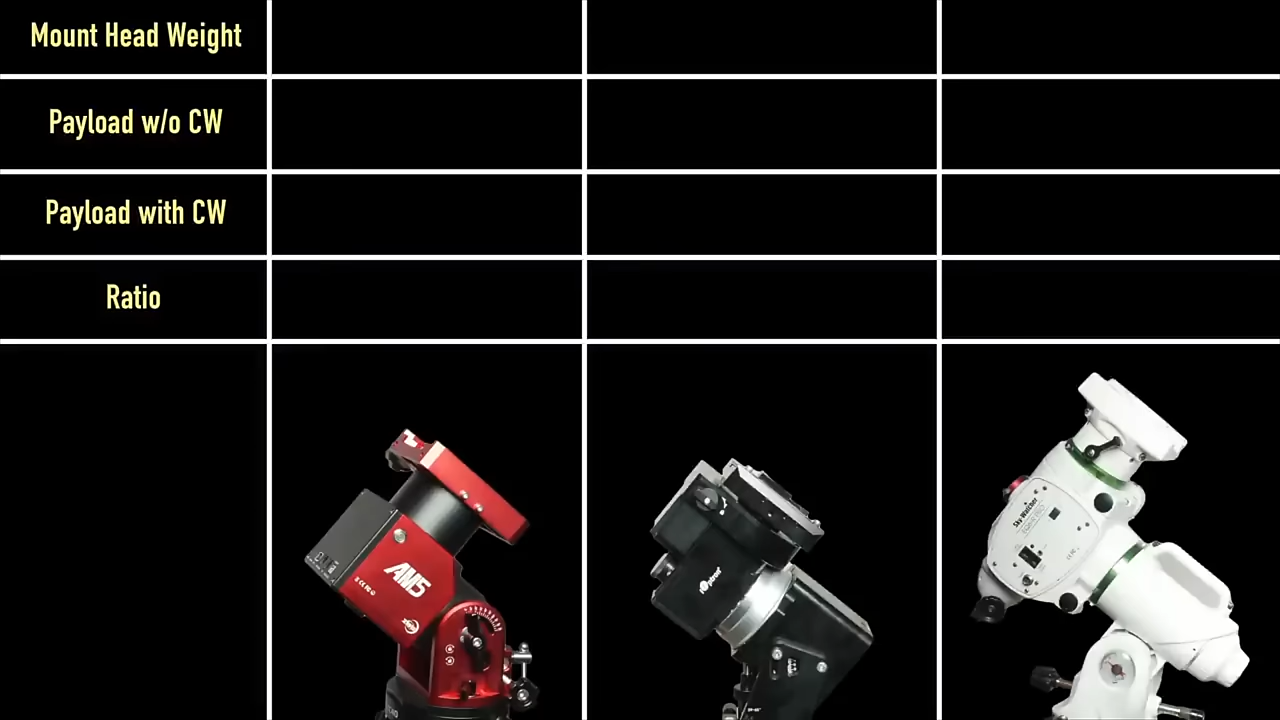 Mount Head Weight
Payload w/o CW
Payload with CW
Ratio
AM5
iOptron
Sky-Watcher